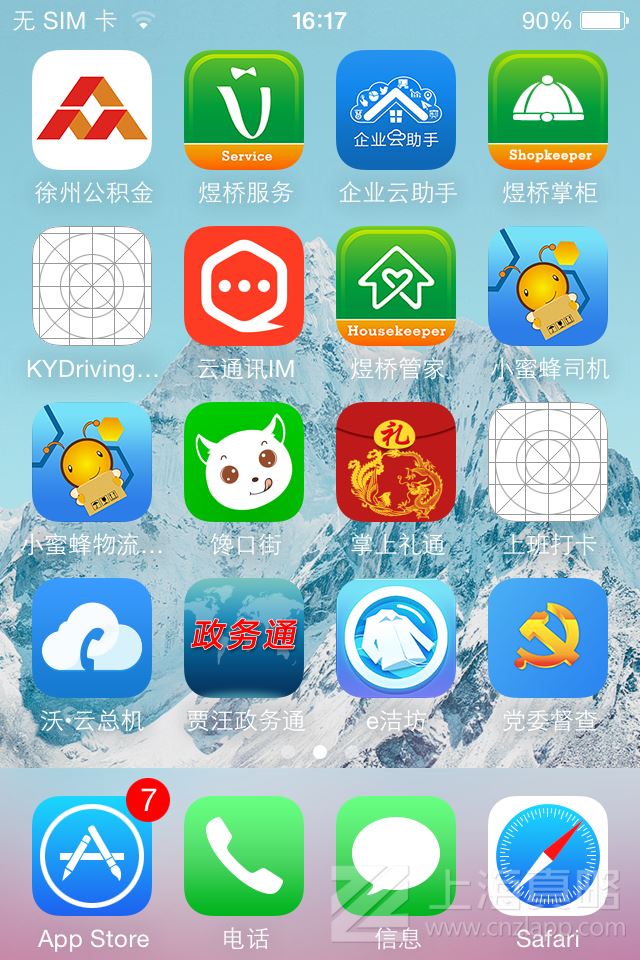 无 SIM 卡
16:17
90%
Service
企业云助手
Shopkeeper
徐州公积金
煜桥服务
企业云助手
煜桥掌柜
Housekeeper
KYDriving...
云通讯IM
煜桥管家
小蜜蜂司机
礼
小蜜蜂物流...
馋口街
掌上礼通
上班打卡
政务通
沃·云总机
贾汪政务通
e洁坊
党委督查
7
App Store
电话
信息
Safari
上海真略
www.cnzlapp.com